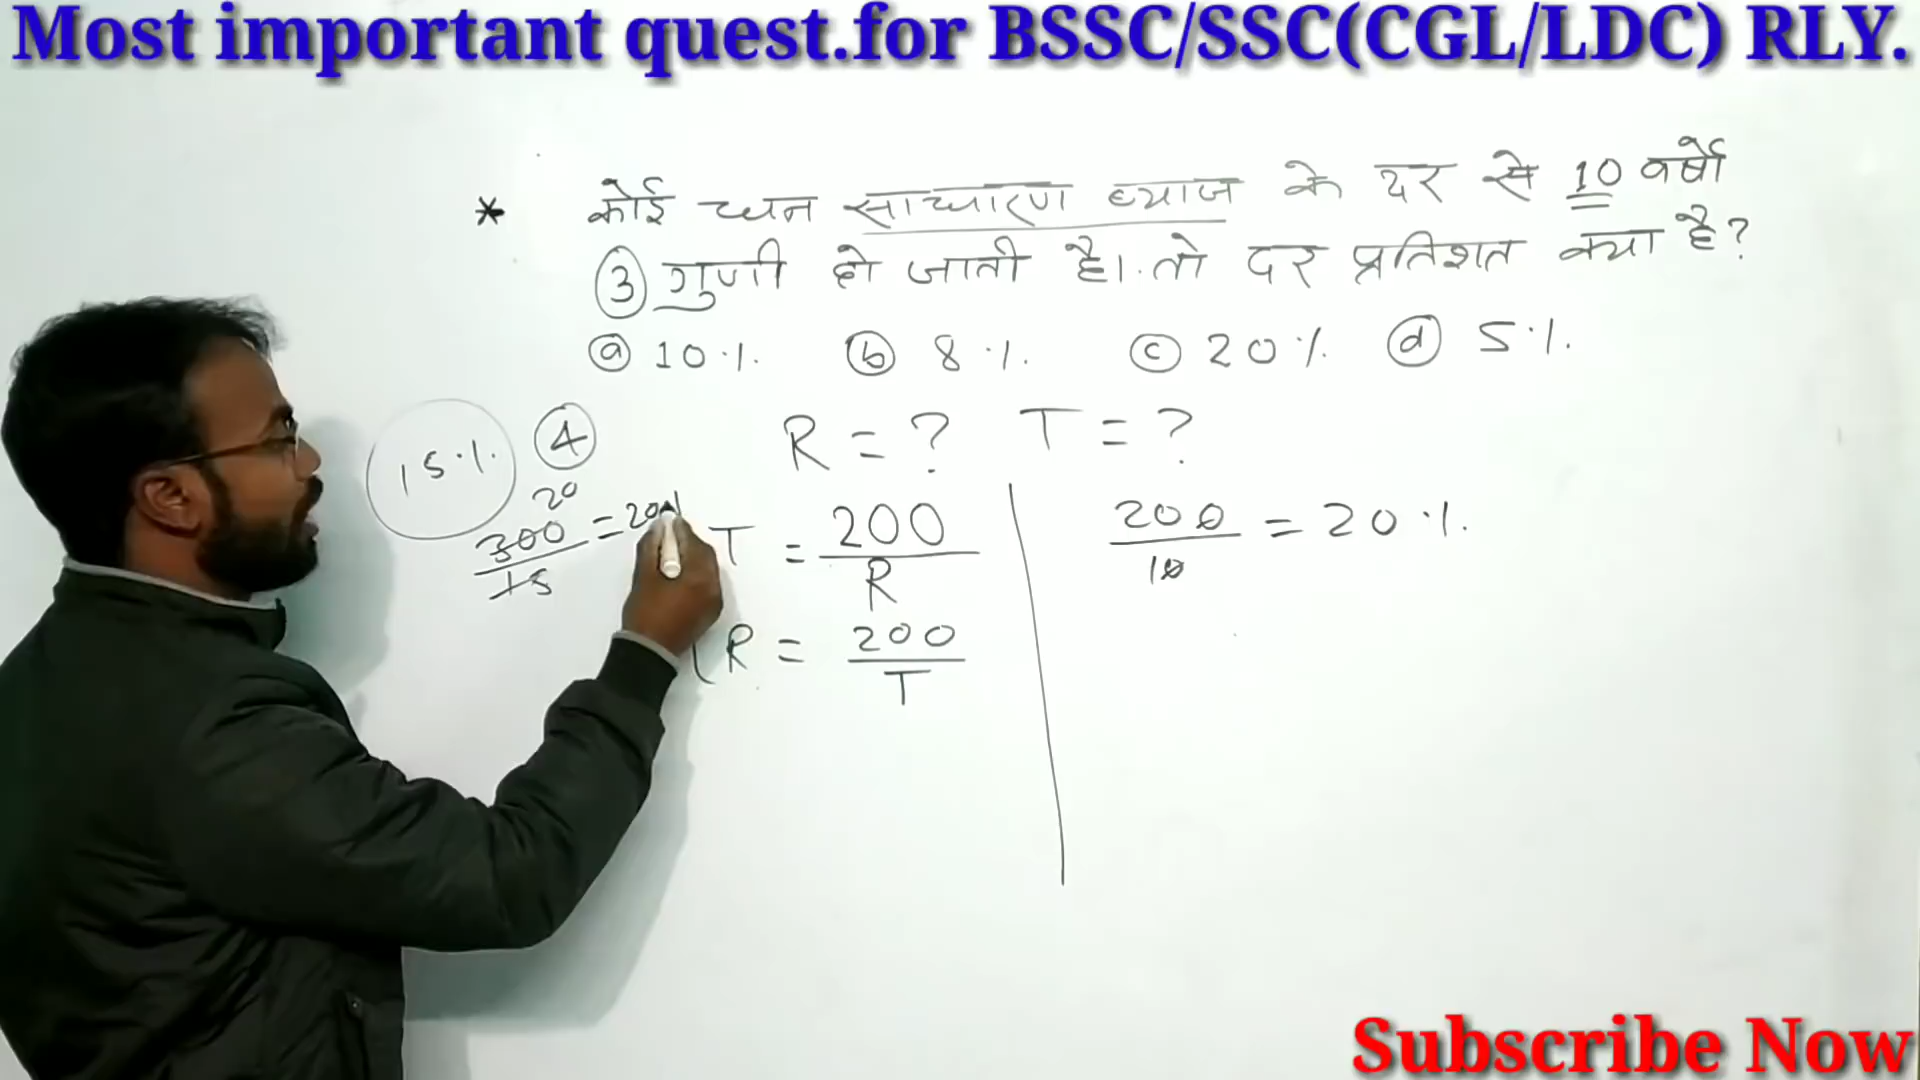 Most important quest.for BSSC/SSC(CGL/LDC) RLY.
* कोई धन साधारण ब्याज के दर से 10 वर्षो
③ गुणी हो जाती है। तो दर प्रतिशत क्या है?
ⓐ 10% ⓑ 8% ⓒ 20% ⓓ 5%
R = ? T = ?
15% ④
20
300/15 = 20
T = 200/R
R = 200/T
200/10 = 20%
Subscribe Now